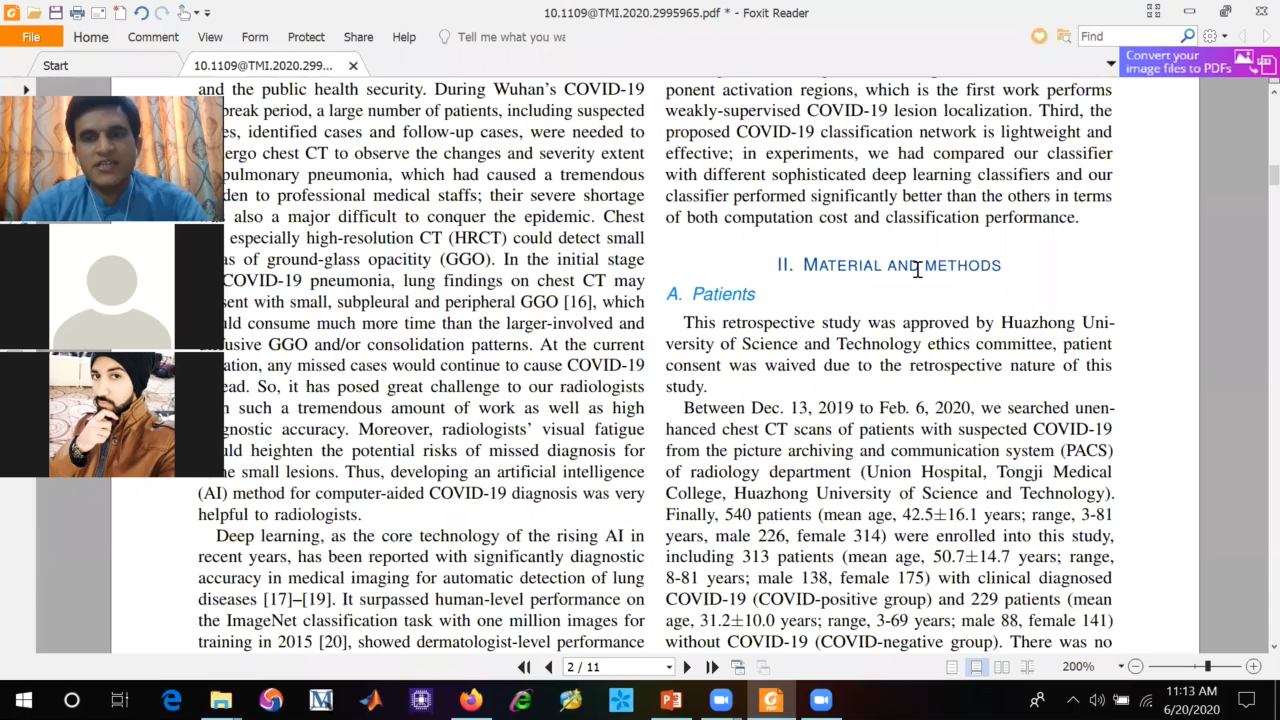 10.1109@TMI.2020.2995965.pdf * - Foxit Reader
File Home Comment View Form Protect Share Help Tell me what you wa Find
Start 10.1109@TMI.2020.299...
Convert your
image files to PDFs
and the public health security. During Wuhan's COVID-19
break period, a large number of patients, including suspected
es, identified cases and follow-up cases, were needed to
ergo chest CT to observe the changes and severity extent
pulmonary pneumonia, which had caused a tremendous
den to professional medical staffs; their severe shortage
also a major difficult to conquer the epidemic. Chest
especially high-resolution CT (HRCT) could detect small
as of ground-glass opacitity (GGO). In the initial stage
COVID-19 pneumonia, lung findings on chest CT may
sent with small, subpleural and peripheral GGO [16], which
uld consume much more time than the larger-involved and
usive GGO and/or consolidation patterns. At the current
ation, any missed cases would continue to cause COVID-19
ead. So, it has posed great challenge to our radiologists
such a tremendous amount of work as well as high
gnostic accuracy. Moreover, radiologists' visual fatigue
uld heighten the potential risks of missed diagnosis for
e small lesions. Thus, developing an artificial intelligence
(AI) method for computer-aided COVID-19 diagnosis was very
helpful to radiologists.
Deep learning, as the core technology of the rising AI in
recent years, has been reported with significantly diagnostic
accuracy in medical imaging for automatic detection of lung
diseases [17]–[19]. It surpassed human-level performance on
the ImageNet classification task with one million images for
training in 2015 [20], showed dermatologist-level performance
ponent activation regions, which is the first work performs
weakly-supervised COVID-19 lesion localization. Third, the
proposed COVID-19 classification network is lightweight and
effective; in experiments, we had compared our classifier
with different sophisticated deep learning classifiers and our
classifier performed significantly better than the others in terms
of both computation cost and classification performance.
II. MATERIAL AND METHODS
A. Patients
This retrospective study was approved by Huazhong Uni-
versity of Science and Technology ethics committee, patient
consent was waived due to the retrospective nature of this
study.
Between Dec. 13, 2019 to Feb. 6, 2020, we searched unen-
hanced chest CT scans of patients with suspected COVID-19
from the picture archiving and communication system (PACS)
of radiology department (Union Hospital, Tongji Medical
College, Huazhong University of Science and Technology).
Finally, 540 patients (mean age, 42.5±16.1 years; range, 3-81
years, male 226, female 314) were enrolled into this study,
including 313 patients (mean age, 50.7±14.7 years; range,
8-81 years; male 138, female 175) with clinical diagnosed
COVID-19 (COVID-positive group) and 229 patients (mean
age, 31.2±10.0 years; range, 3-69 years; male 88, female 141)
without COVID-19 (COVID-negative group). There was no
2 / 11
200%
11:13 AM
6/20/2020